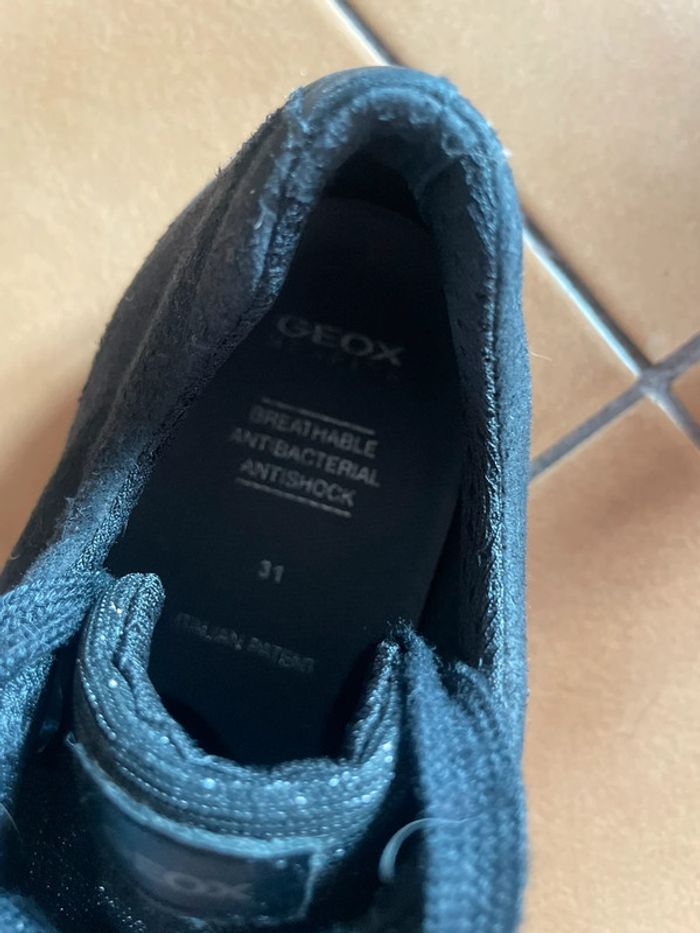 GEOX
BREATHABLE
ANTIBACTERIAL
ANTISHOCK
31
ITALIAN PATENT
GEOX